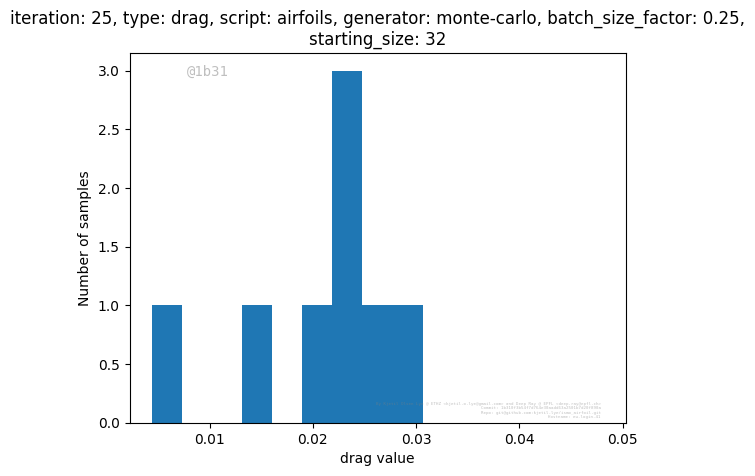 iteration: 25, type: drag, script: airfoils, generator: monte-carlo, batch_size_factor: 0.25,
starting_size: 32
@1b31
3.0
2.5
2.0
1.5
1.0
0.5
0.0
Number of samples
0.01
0.02
0.03
0.04
0.05
drag value